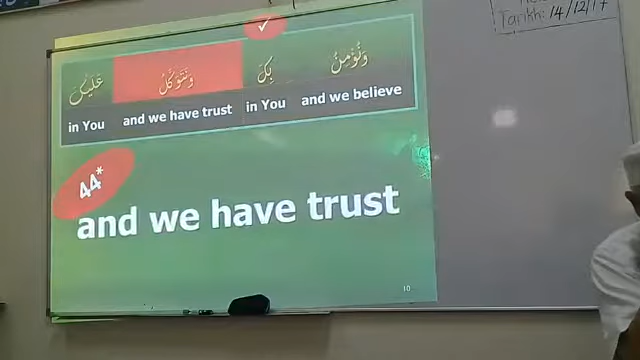 Tarikh: 14/12/17
✓
وَنُؤْمِنُ بِكَ وَنَتَوَكَّلُ عَلَيْكَ
in You and we have trust in You and we believe
44*
and we have trust
10